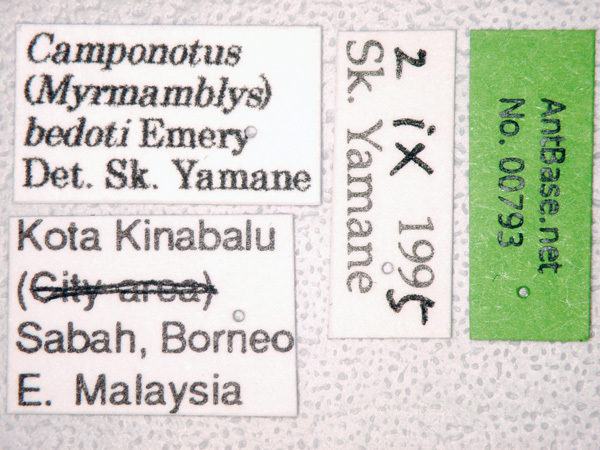 Camponotus
(Myrmamblys)
bedoti Emery
Det. Sk. Yamane
Kota Kinabalu
(City area)
Sabah, Borneo
E. Malaysia
2 ix 1995
Sk. Yamane
AntBase.net
No. 00793